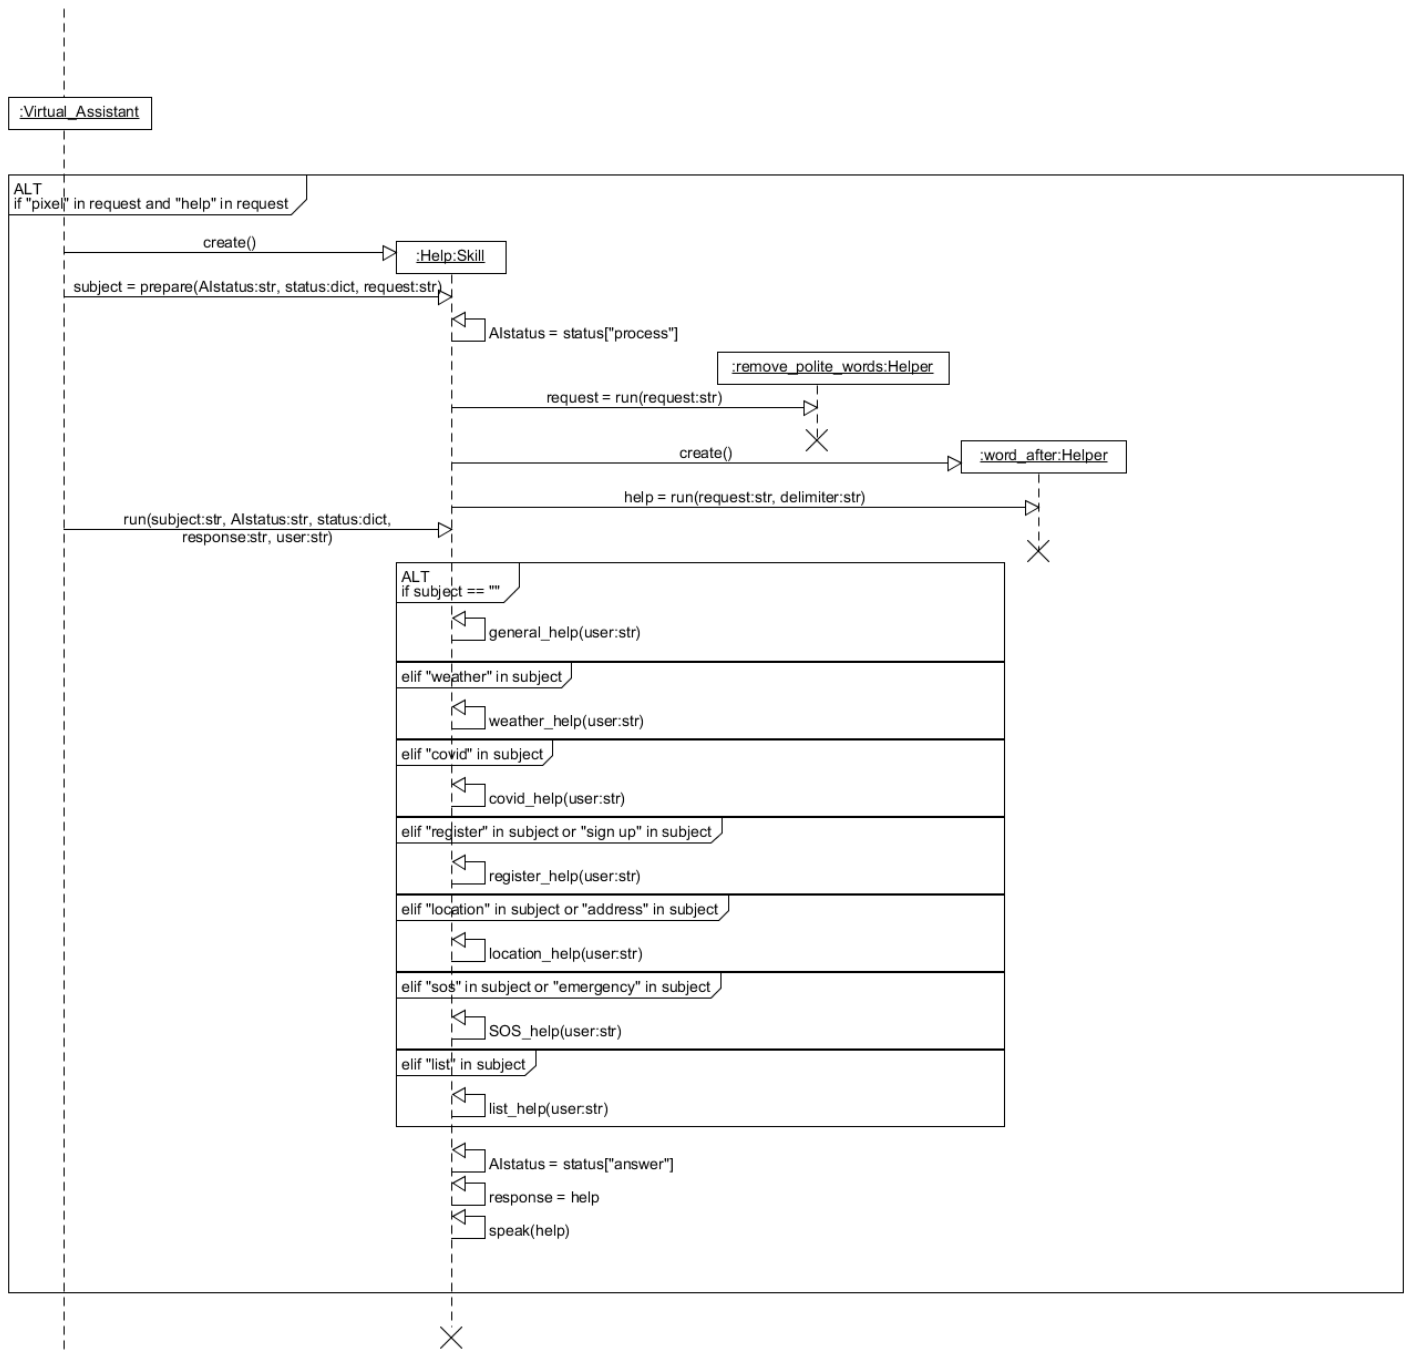 :Virtual_Assistant
ALT
if "pixel" in request and "help" in request
create()
:Help:Skill
subject = prepare(AIstatus:str, status:dict, request:str)
AIstatus = status["process"]
:remove_polite_words:Helper
request = run(request:str)
create()
:word_after:Helper
help = run(request:str, delimiter:str)
run(subject:str, AIstatus:str, status:dict,
response:str, user:str)
ALT
if subject == ""
general_help(user:str)
elif "weather" in subject
weather_help(user:str)
elif "covid" in subject
covid_help(user:str)
elif "register" in subject or "sign up" in subject
register_help(user:str)
elif "location" in subject or "address" in subject
location_help(user:str)
elif "sos" in subject or "emergency" in subject
SOS_help(user:str)
elif "list" in subject
list_help(user:str)
AIstatus = status["answer"]
response = help
speak(help)